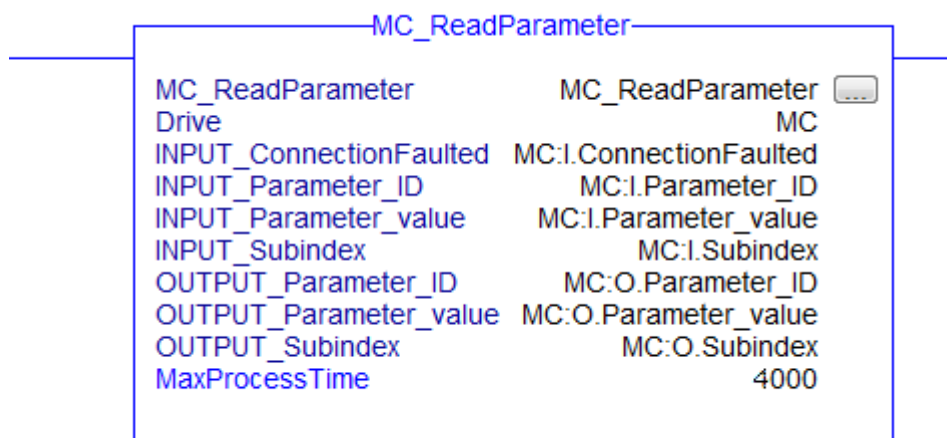 MC_ReadParameter
MC_ReadParameter MC_ReadParameter ...
Drive MC
INPUT_ConnectionFaulted MC:I.ConnectionFaulted
INPUT_Parameter_ID MC:I.Parameter_ID
INPUT_Parameter_value MC:I.Parameter_value
INPUT_Subindex MC:I.Subindex
OUTPUT_Parameter_ID MC:O.Parameter_ID
OUTPUT_Parameter_value MC:O.Parameter_value
OUTPUT_Subindex MC:O.Subindex
MaxProcessTime 4000